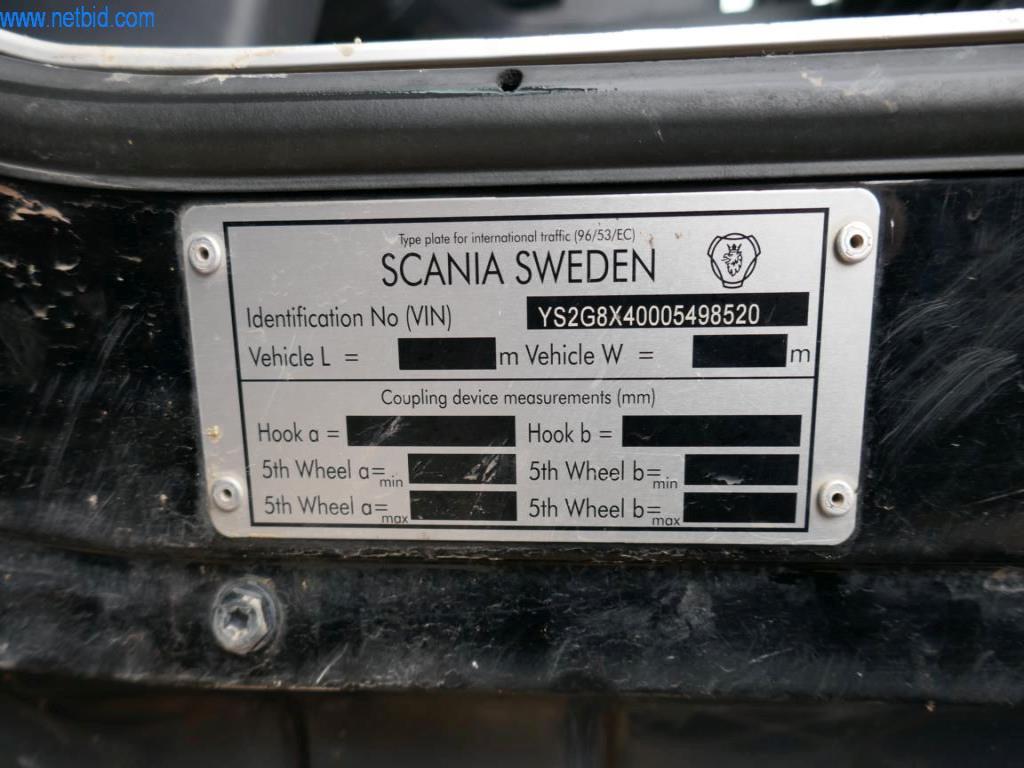 www.netbid.com
Type plate for international traffic (96/53/EC)
SCANIA SWEDEN
Identification No (VIN) YS2G8X40005498520
Vehicle L = m Vehicle W = m
Coupling device measurements (mm)
Hook a = Hook b =
5th Wheel a=min 5th Wheel b=min
5th Wheel a=max 5th Wheel b=max